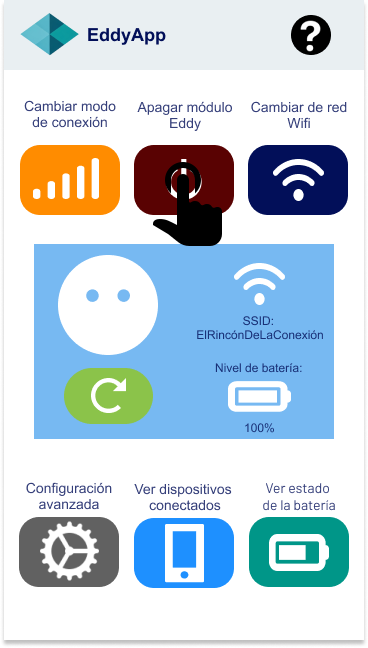 EddyApp
?
Cambiar modo
de conexión
Apagar módulo
Eddy
Cambiar de red
Wifi
SSID:
ElRincónDeLaConexión
Nivel de batería:
100%
Configuración
avanzada
Ver dispositivos
conectados
Ver estado
de la batería